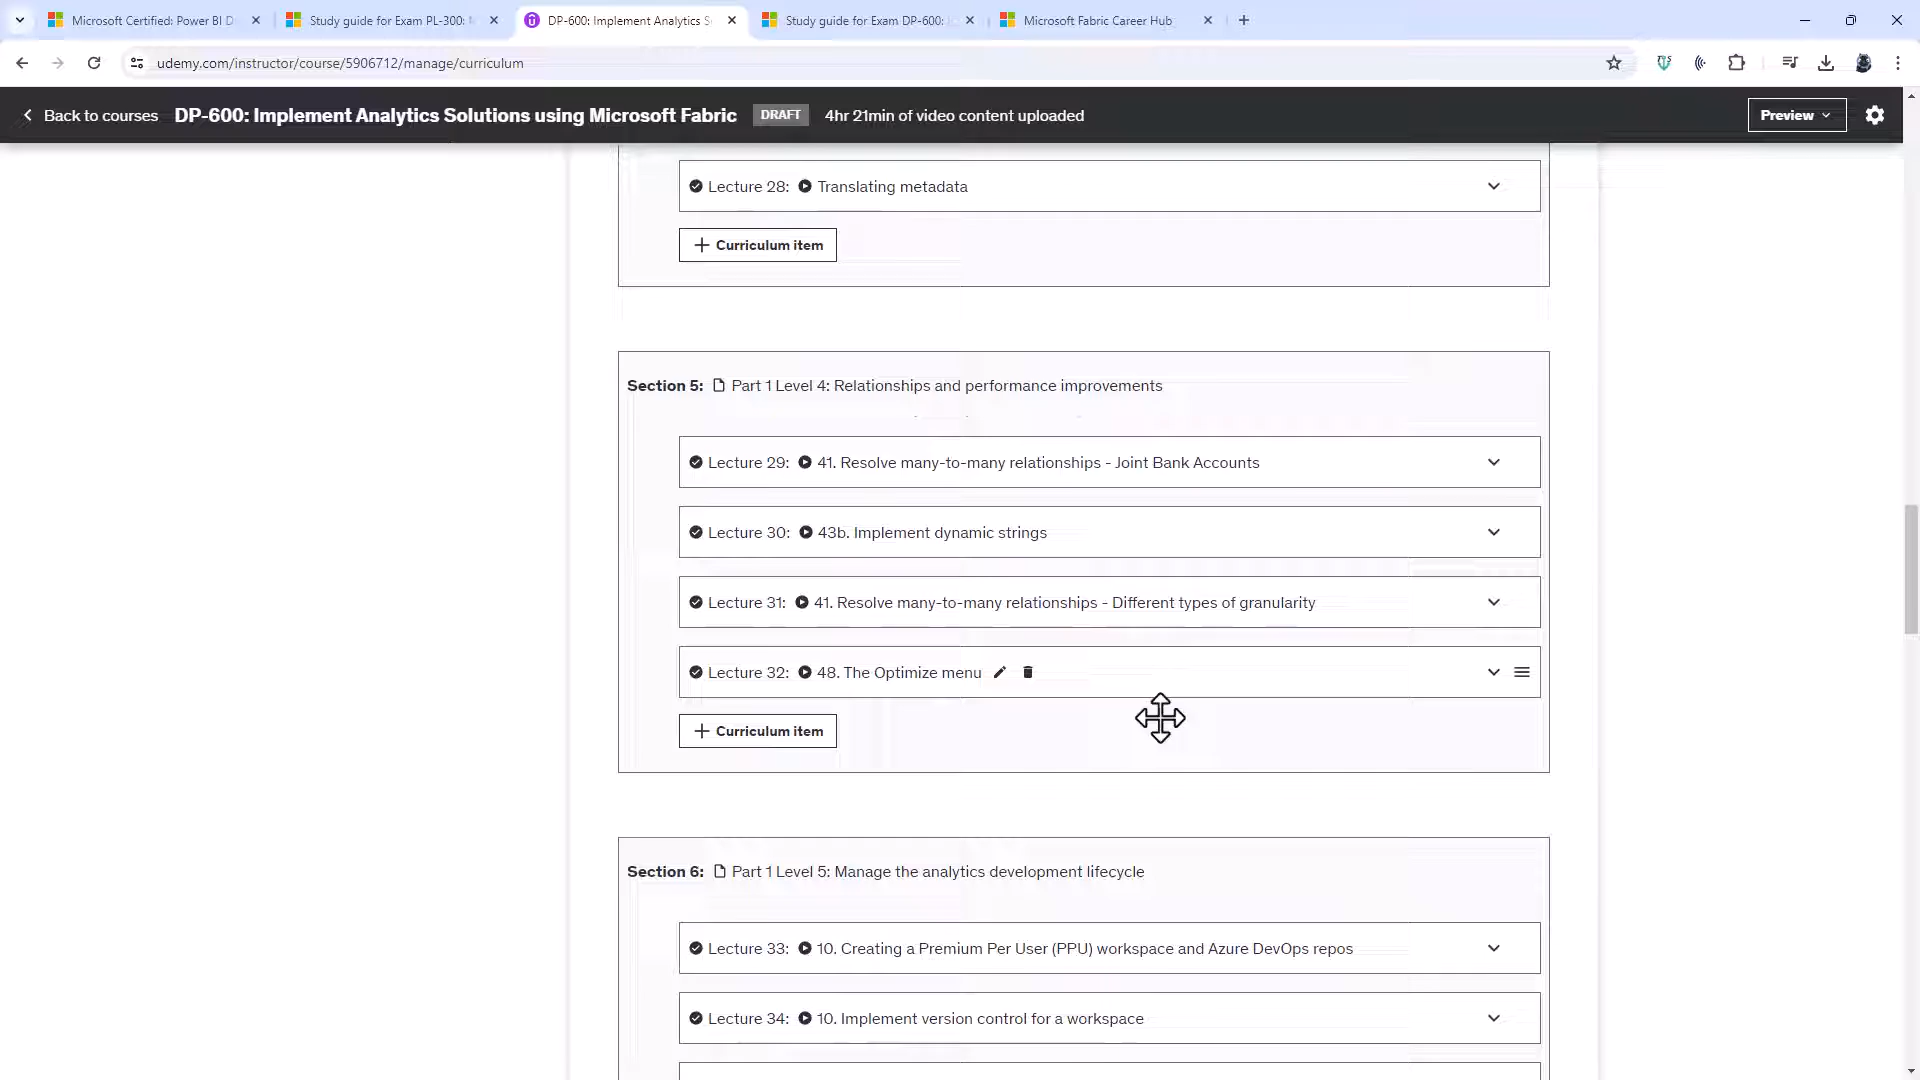 Microsoft Certified: Power BI D
Study guide for Exam PL-300:
DP-600: Implement Analytics S
Study guide for Exam DP-600:
Microsoft Fabric Career Hub
udemy.com/instructor/course/5906712/manage/curriculum
Back to courses
DP-600: Implement Analytics Solutions using Microsoft Fabric
DRAFT
4hr 21min of video content uploaded
Preview
Lecture 28: Translating metadata
Curriculum item
Section 5: Part 1 Level 4: Relationships and performance improvements
Lecture 29: 41. Resolve many-to-many relationships - Joint Bank Accounts
Lecture 30: 43b. Implement dynamic strings
Lecture 31: 41. Resolve many-to-many relationships - Different types of granularity
Lecture 32: 48. The Optimize menu
Curriculum item
Section 6: Part 1 Level 5: Manage the analytics development lifecycle
Lecture 33: 10. Creating a Premium Per User (PPU) workspace and Azure DevOps repos
Lecture 34: 10. Implement version control for a workspace